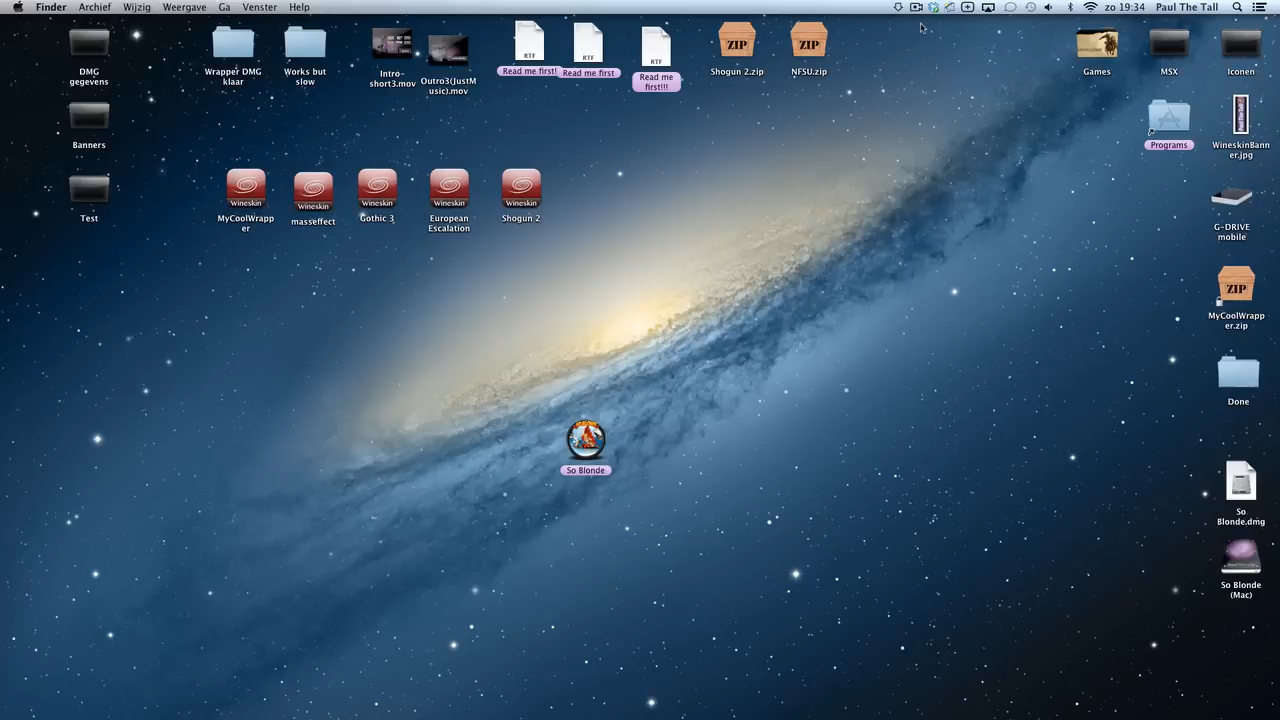 Finder Archief Wijzig Weergave Ga Venster Help zo 19:34 Paul The Tall
DMG
gegevens
Wrapper DMG
klaar
Works but
slow
Intro-
short3.mov
Outro3(JustM
usic).mov
RTF
Read me first!
RTF
Read me first
RTF
Read me
first!!!
ZIP
Shogun 2.zip
ZIP
NFSU.zip
Games
MSX
Iconen
Banners
Programs
WineskinBann
er.jpg
Test
Wineskin
MyCoolWrapp
er
Wineskin
masseffect
Wineskin
Gothic 3
Wineskin
European
Escalation
Wineskin
Shogun 2
G-DRIVE
mobile
ZIP
MyCoolWrapp
er.zip
Done
So Blonde
So
Blonde.dmg
So Blonde
(Mac)